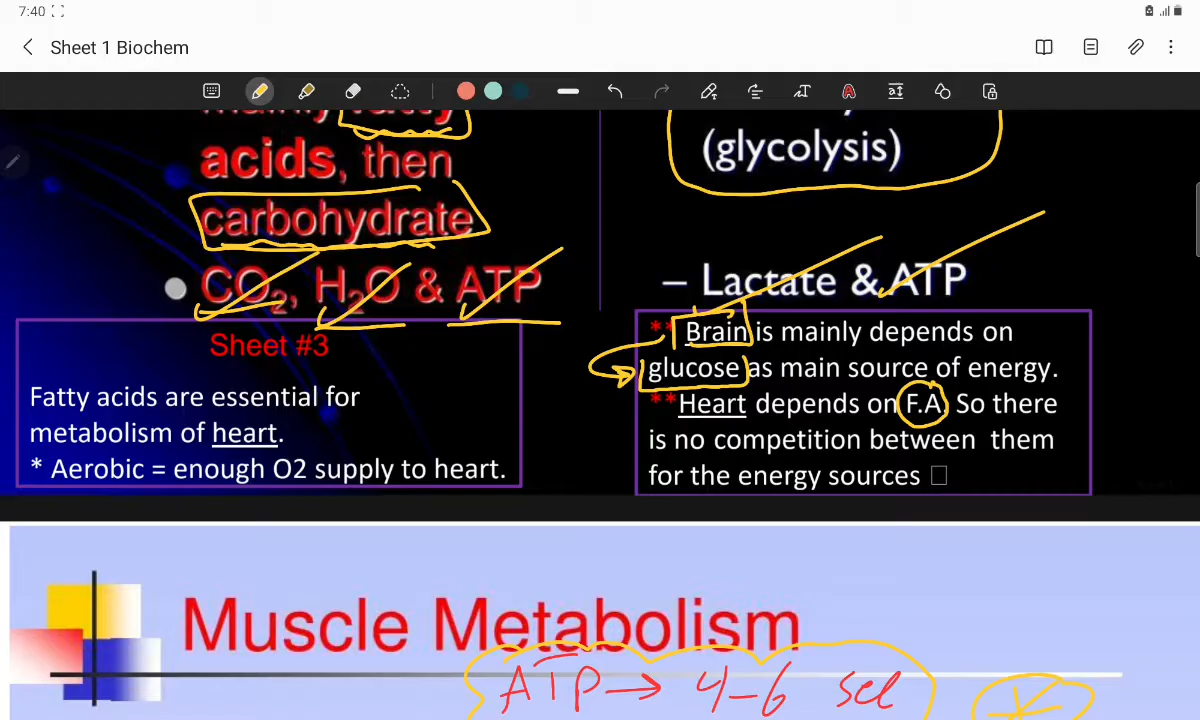 7:40
Sheet 1 Biochem
mainly fatty
acids, then
carbohydrate
CO₂, H₂O & ATP
Sheet #3
Fatty acids are essential for
metabolism of heart.
* Aerobic = enough O2 supply to heart.
(glycolysis)
– Lactate & ATP
** Brain is mainly depends on
glucose as main source of energy.
**Heart depends on F.A. So there
is no competition between them
for the energy sources □
Muscle Metabolism
ATP → 4-6 sec